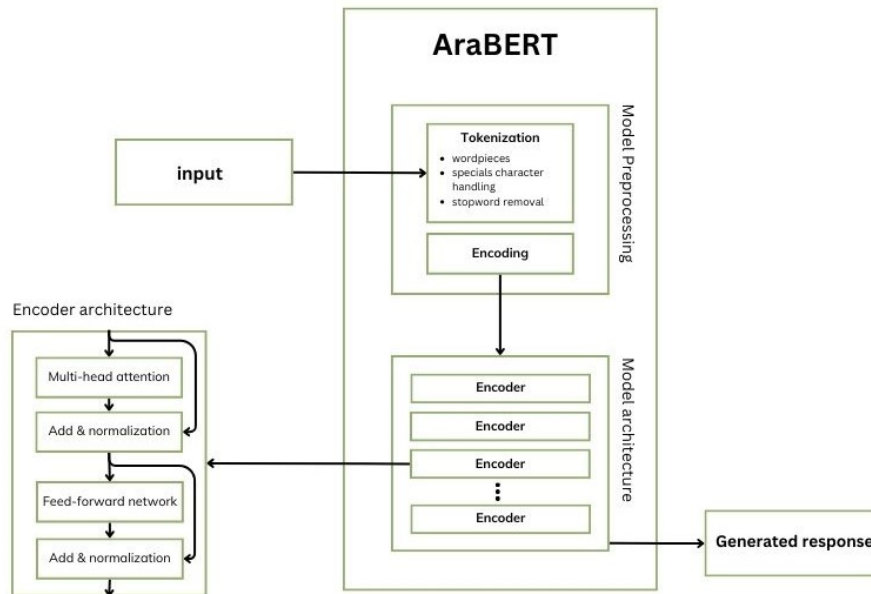 AraBERT
input
Model Preprocessing
Tokenization
• wordpieces
• specials character
handling
• stopword removal
Encoding
Encoder architecture
Multi-head attention
Add & normalization
Feed-forward network
Add & normalization
Model architecture
Encoder
Encoder
Encoder
Encoder
Generated response